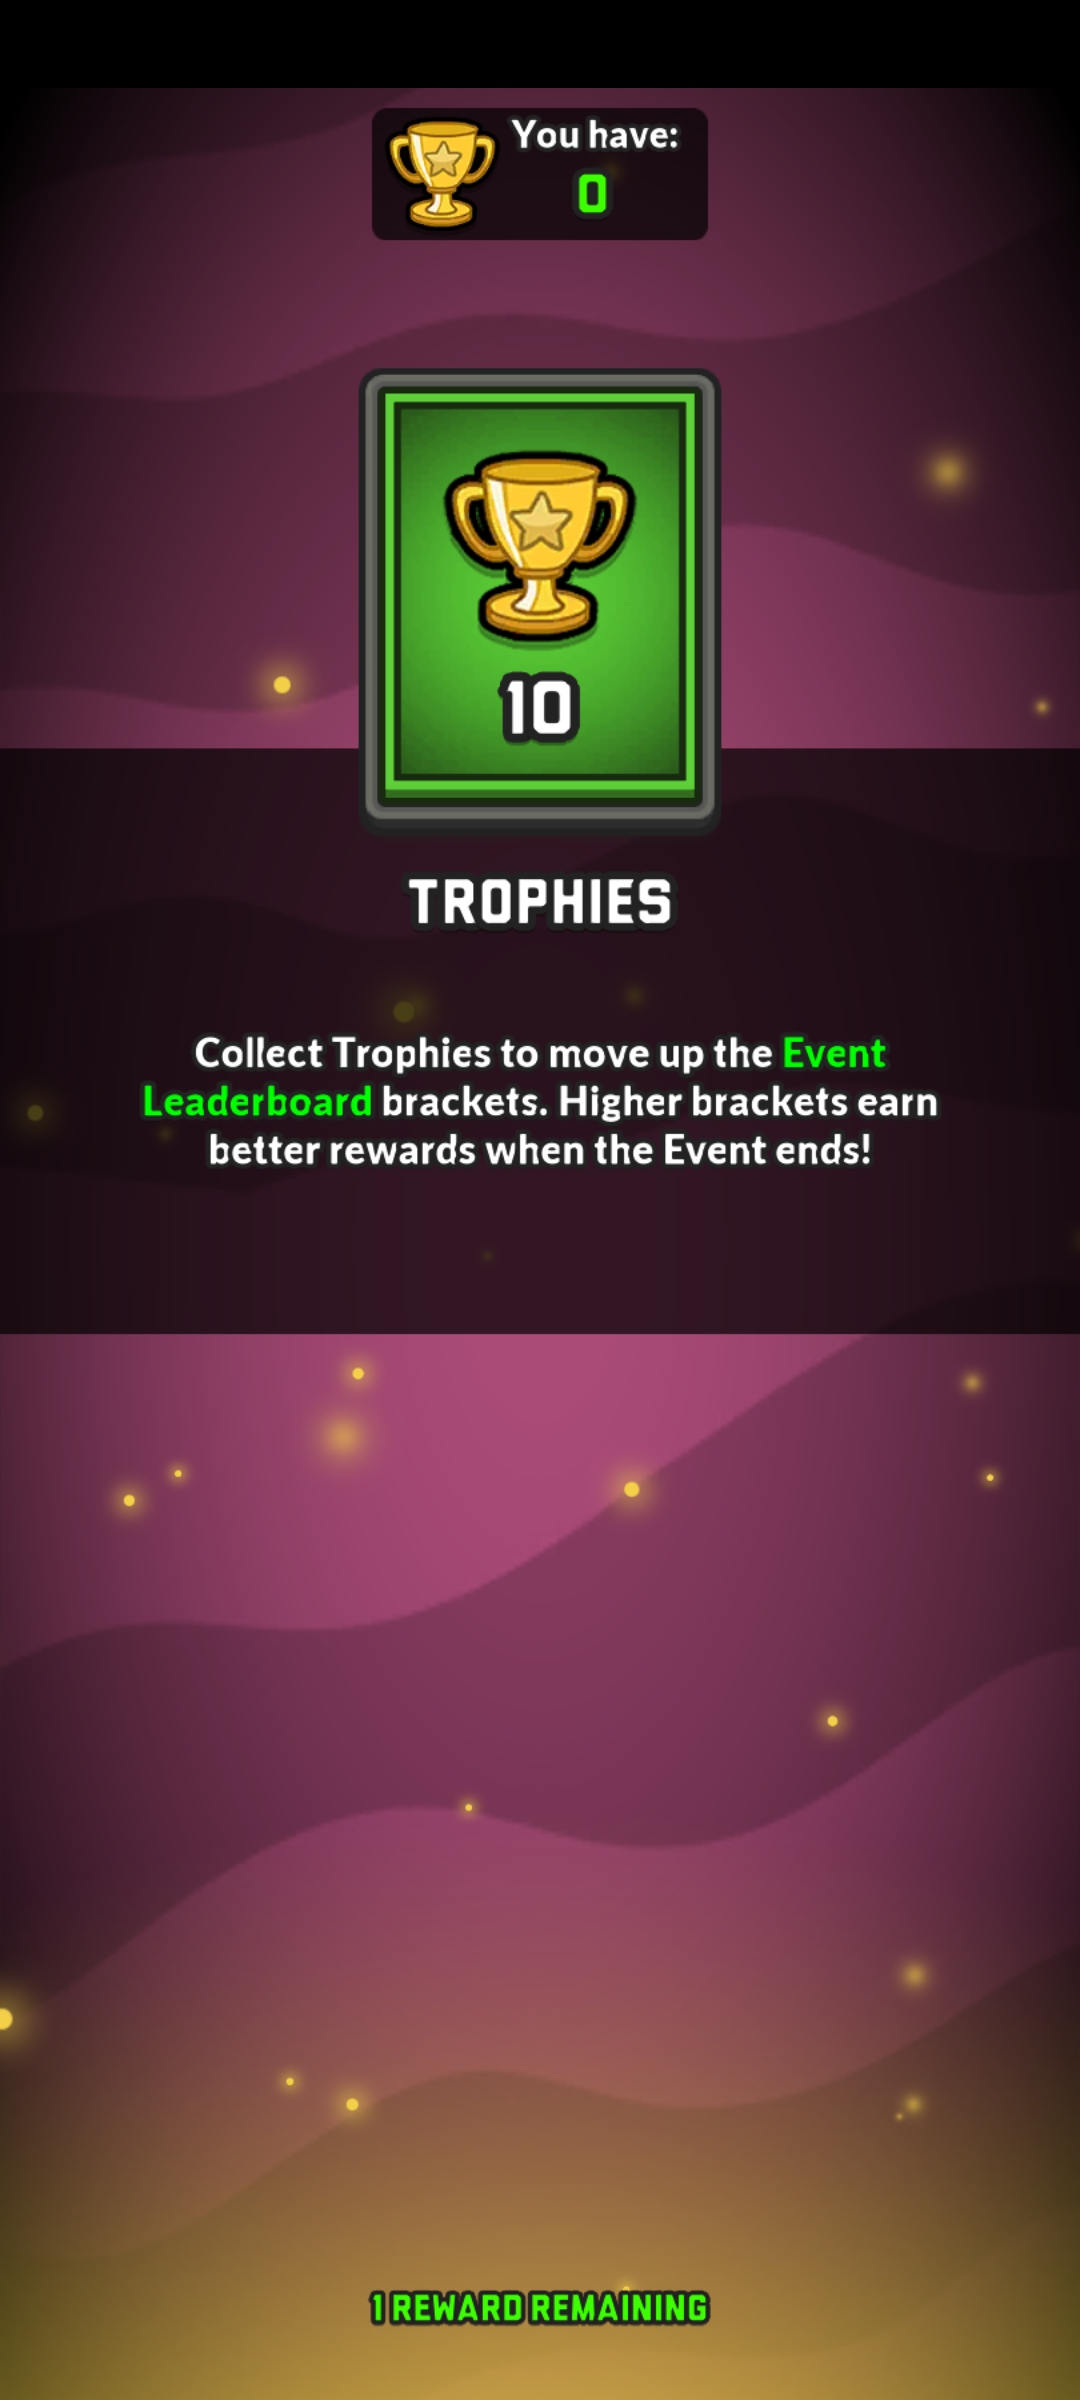 You have:
0
10
TROPHIES
Collect Trophies to move up the Event
Leaderboard brackets. Higher brackets earn
better rewards when the Event ends!
1 REWARD REMAINING